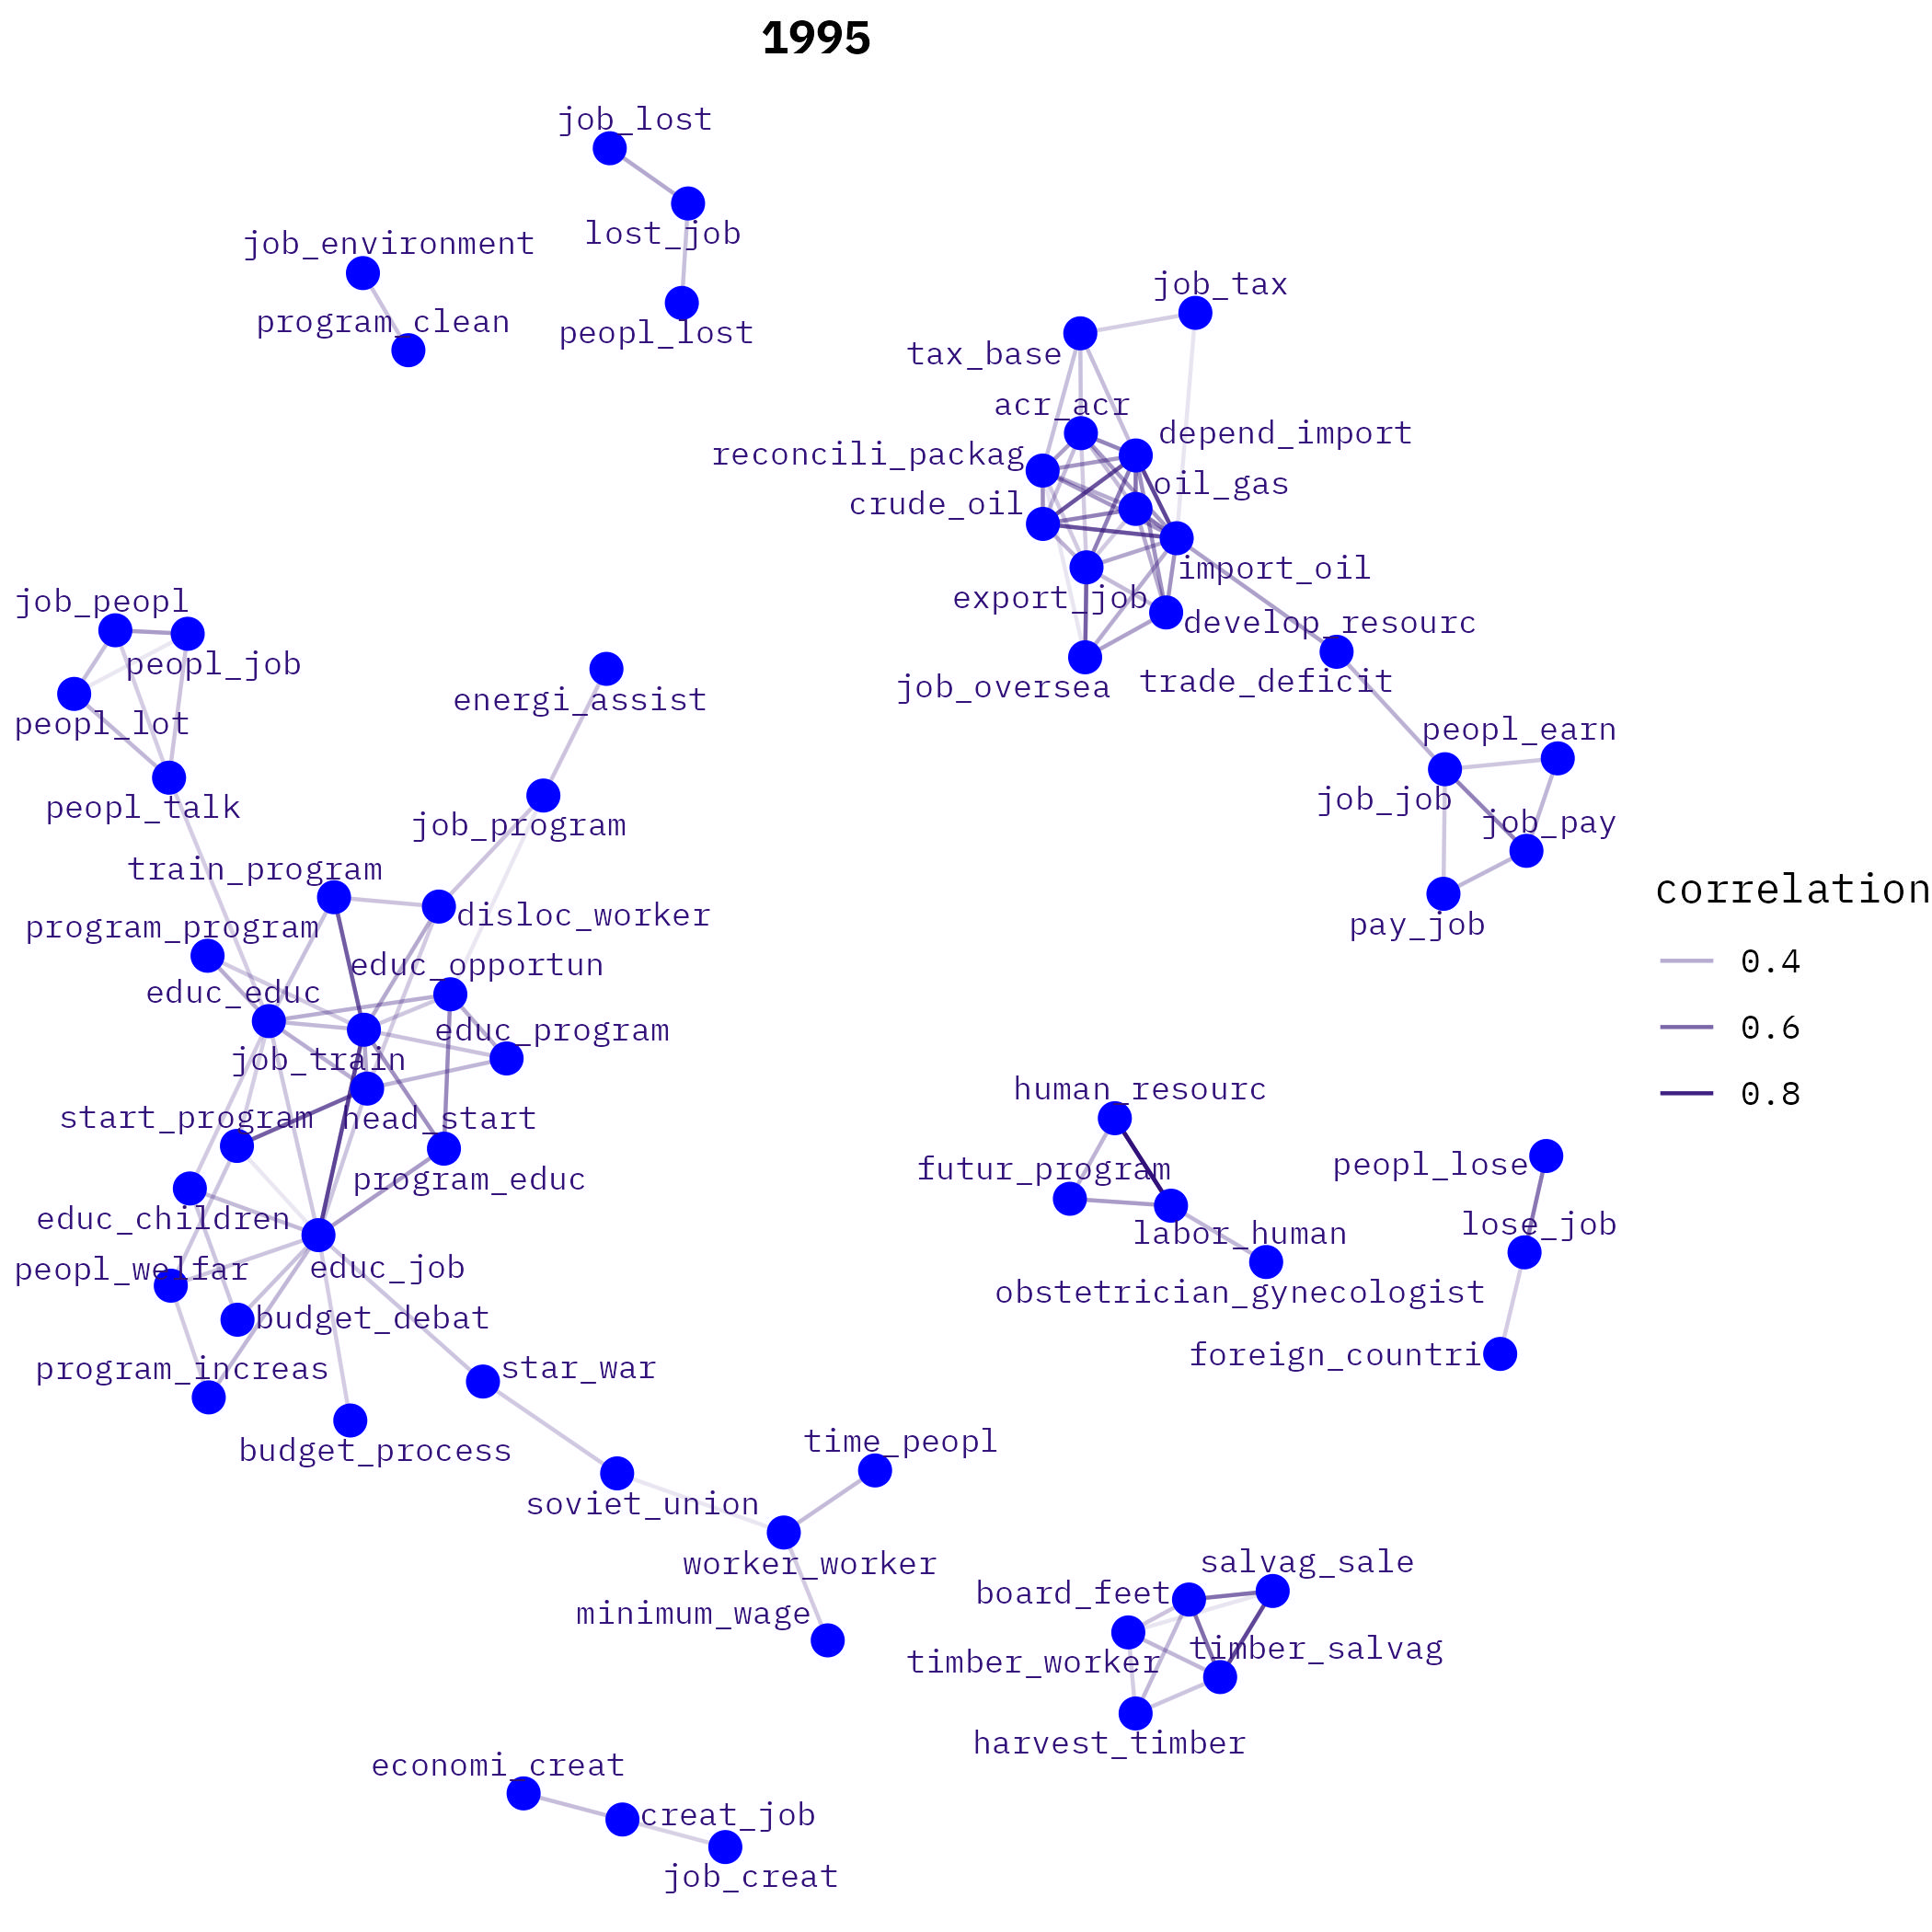 1995
job_lost
lost_job
job_environment
job_tax
program_clean
peopl_lost
tax_base
acr_acr
depend_import
reconcili_packag
oil_gas
crude_oil
import_oil
export_job
job_peopl
develop_resourc
peopl_job
trade_deficit
job_oversea
energi_assist
peopl_lot
peopl_earn
job_job
peopl_talk
job_program
job_pay
train_program
correlation
disloc_worker
pay_job
program_program
0.4
educ_opportun
educ_educ
0.6
educ_program
job_train
0.8
human_resourc
start_program
head_start
peopl_lose
futur_program
program_educ
educ_children
lose_job
labor_human
peopl_welfar
educ_job
obstetrician_gynecologist
budget_debat
foreign_countri
program_increas
star_war
time_peopl
budget_process
soviet_union
worker_worker
salvag_sale
board_feet
minimum_wage
timber_salvag
timber_worker
harvest_timber
economi_creat
creat_job
job_creat